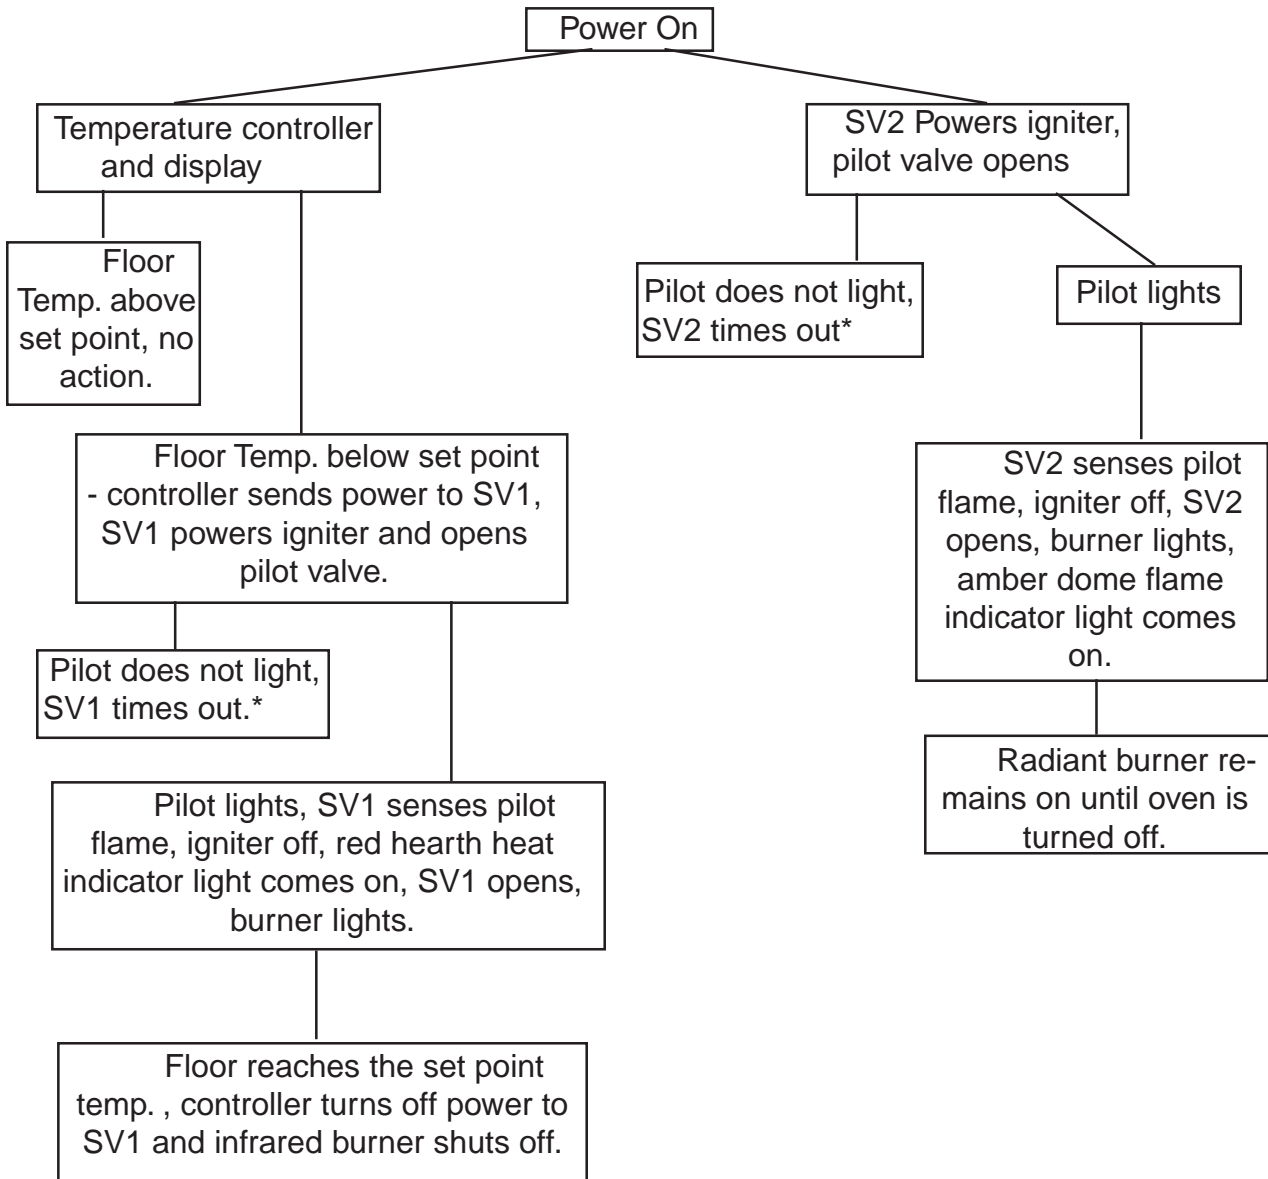 Power On
Temperature controller
and display
SV2 Powers igniter,
pilot valve opens
Floor
Temp. above
set point, no
action.
Pilot does not light,
SV2 times out*
Pilot lights
Floor Temp. below set point
- controller sends power to SV1,
SV1 powers igniter and opens
pilot valve.
SV2 senses pilot
flame, igniter off, SV2
opens, burner lights,
amber dome flame
indicator light comes
on.
Pilot does not light,
SV1 times out.*
Radiant burner re-
mains on until oven is
turned off.
Pilot lights, SV1 senses pilot
flame, igniter off, red hearth heat
indicator light comes on, SV1 opens,
burner lights.
Floor reaches the set point
temp. , controller turns off power to
SV1 and infrared burner shuts off.